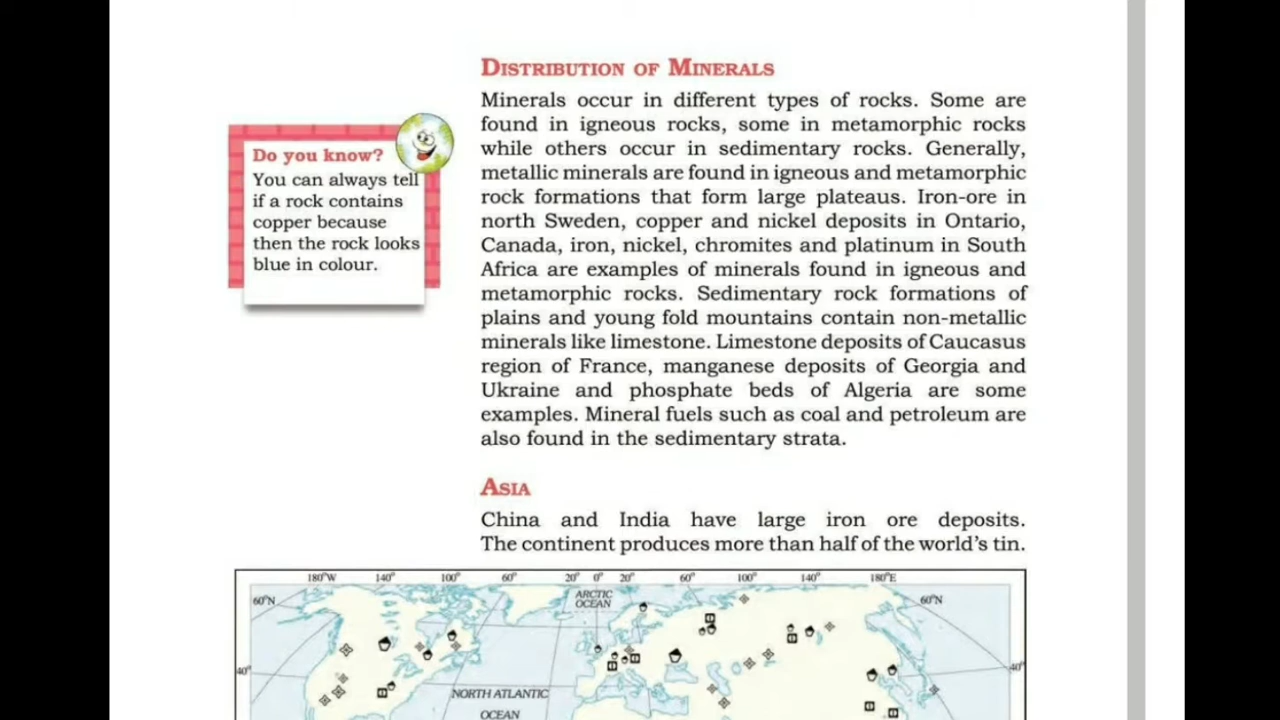 DISTRIBUTION OF MINERALS
Minerals occur in different types of rocks. Some are
found in igneous rocks, some in metamorphic rocks
while others occur in sedimentary rocks. Generally,
metallic minerals are found in igneous and metamorphic
rock formations that form large plateaus. Iron-ore in
north Sweden, copper and nickel deposits in Ontario,
Canada, iron, nickel, chromites and platinum in South
Africa are examples of minerals found in igneous and
metamorphic rocks. Sedimentary rock formations of
plains and young fold mountains contain non-metallic
minerals like limestone. Limestone deposits of Caucasus
region of France, manganese deposits of Georgia and
Ukraine and phosphate beds of Algeria are some
examples. Mineral fuels such as coal and petroleum are
also found in the sedimentary strata.
Do you know?
You can always tell
if a rock contains
copper because
then the rock looks
blue in colour.
ASIA
China and India have large iron ore deposits.
The continent produces more than half of the world's tin.
180°W 140° 100° 60° 20° 0° 20° 60° 100° 140° 180°E
60°N
ARCTIC
OCEAN
60°N
40°
40°
NORTH ATLANTIC
OCEAN